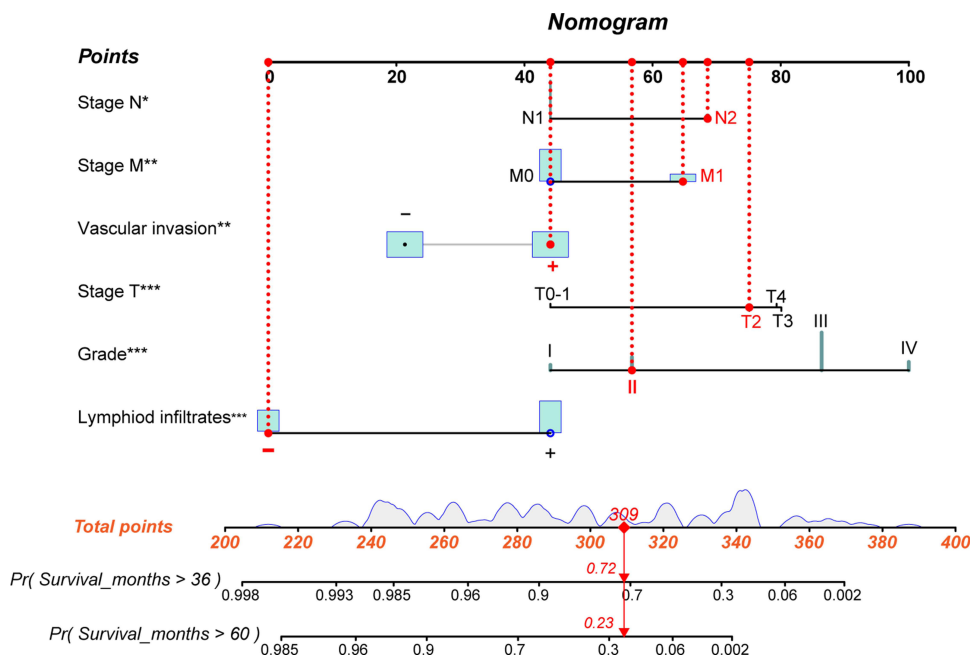 Nomogram
Points
0 20 40 60 80 100
Stage N*
N1 N2
Stage M**
M0 M1
−
Vascular invasion**
+
Stage T***
T0-1 T4
T2 T3
Grade***
I III IV
II
Lymphiod infiltrates***
− +
309
Total points
200 220 240 260 280 300 320 340 360 380 400
0.72
Pr( Survival_months > 36 )
0.998 0.993 0.985 0.96 0.9 0.7 0.3 0.06 0.002
0.23
Pr( Survival_months > 60 )
0.985 0.96 0.9 0.7 0.3 0.06 0.002